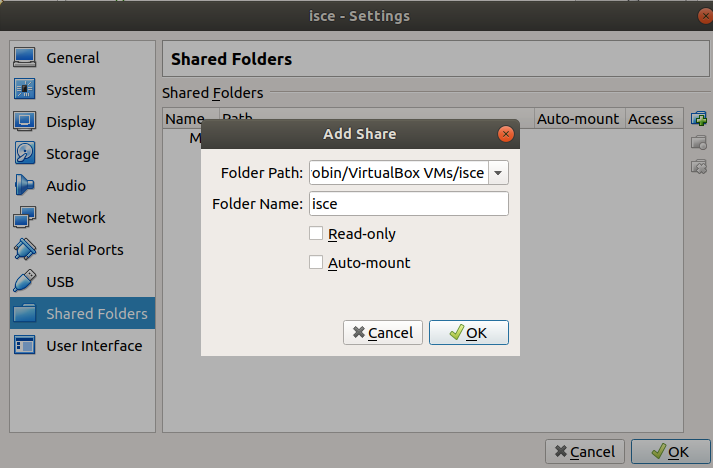 isce - Settings
General
System
Display
Storage
Audio
Network
Serial Ports
USB
Shared Folders
User Interface
Shared Folders
Shared Folders
Name Path Auto-mount Access
M
Add Share
Folder Path: obin/VirtualBox VMs/isce
Folder Name: isce
Read-only
Auto-mount
Cancel OK
Cancel OK